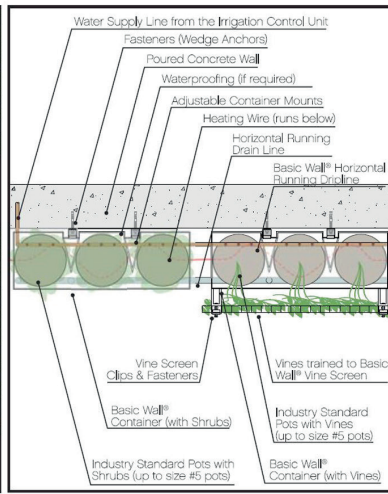 Water Supply Line from the Irrigation Control Unit
Fasteners (Wedge Anchors)
Poured Concrete Wall
Waterproofing (if required)
Adjustable Container Mounts
Heating Wire (runs below)
Horizontal Running
Drain Line
Basic Wall® Horizontal
Running Dripline
Vine Screen
Clips & Fasteners
Vines trained to Basic
Wall® Vine Screen
Basic Wall®
Container (with Shrubs)
Industry Standard
Pots with Vines
(up to size #5 pots)
Industry Standard Pots with
Shrubs (up to size #5 pots)
Basic Wall®
Container (with Vines)